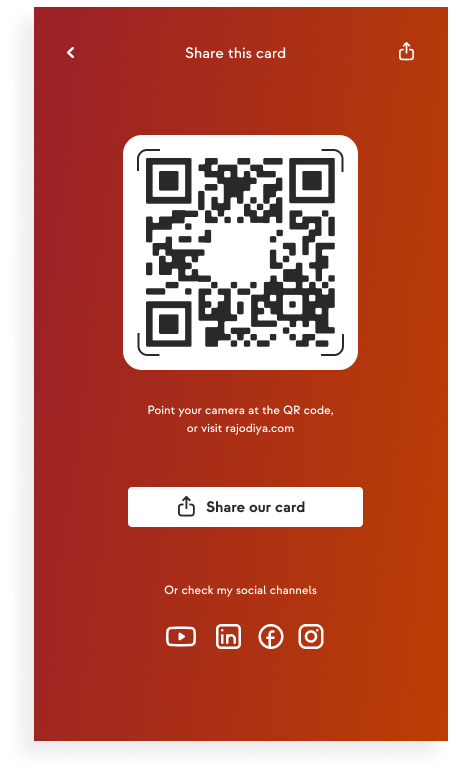 Share this card
Point your camera at the QR code,
or visit rajodiya.com
Share our card
Or check my social channels
in